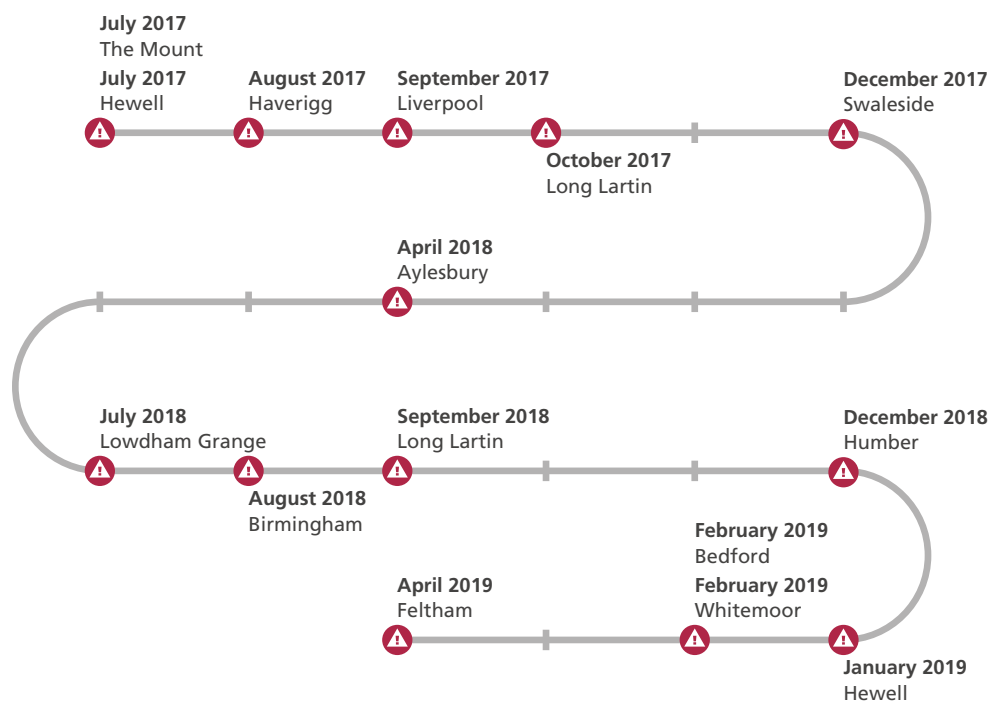 July 2017
The Mount
July 2017
Hewell
August 2017
Haverigg
September 2017
Liverpool
October 2017
Long Lartin
December 2017
Swaleside
April 2018
Aylesbury
July 2018
Lowdham Grange
August 2018
Birmingham
September 2018
Long Lartin
December 2018
Humber
January 2019
Hewell
February 2019
Bedford
February 2019
Whitemoor
April 2019
Feltham